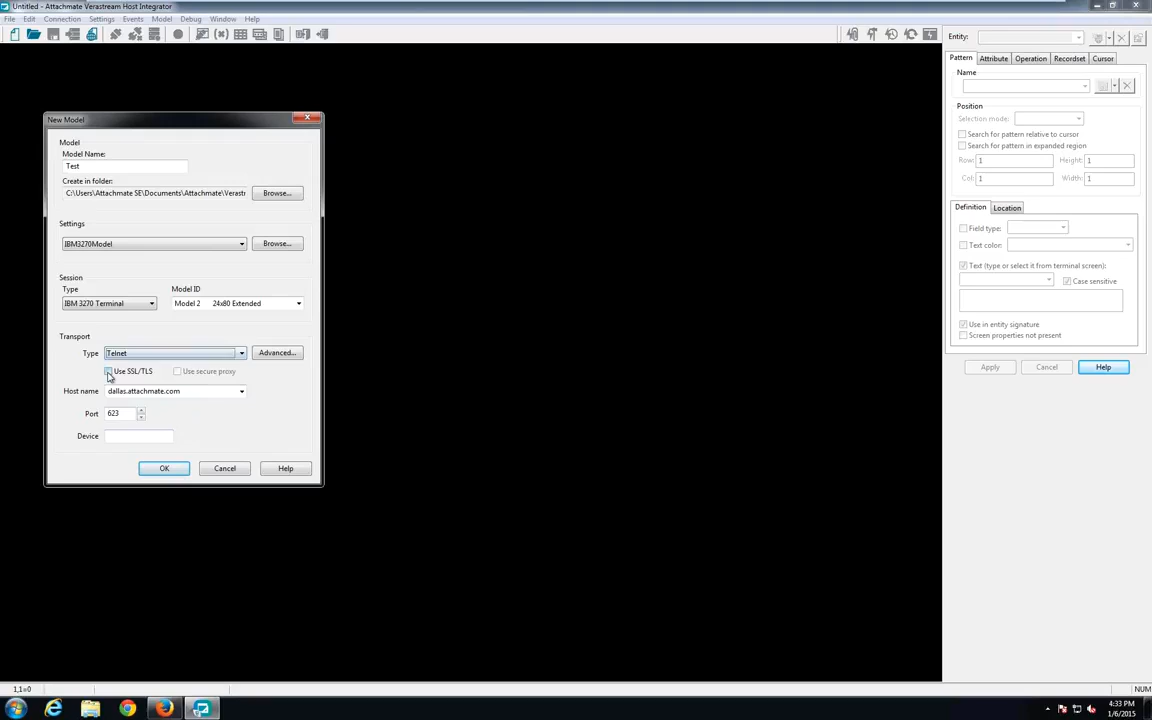 Untitled - Attachmate Verastream Host Integrator
File Edit Connection Settings Events Model Debug Window Help
Entity:
Pattern Attribute Operation Recordset Cursor
Name
Position
Selection mode:
Search for pattern relative to cursor
Search for pattern in expanded region
Row: 1 Height: 1
Col: 1 Width: 1
Definition Location
Field type:
Text color:
Text (type or select it from terminal screen):
Case sensitive
Use in entity signature
Screen properties not present
Apply Cancel Help
New Model
Model
Model Name:
Test
Create in folder:
C:\Users\Attachmate SE\Documents\Attachmate\Verastr Browse...
Settings
IBM3270Model Browse...
Session
Type Model ID
IBM 3270 Terminal Model 2 24x80 Extended
Transport
Type Telnet Advanced...
Use SSL/TLS Use secure proxy
Host name dallas.attachmate.com
Port 623
Device
OK Cancel Help
1,1=0 NUM
4:33 PM
1/6/2015